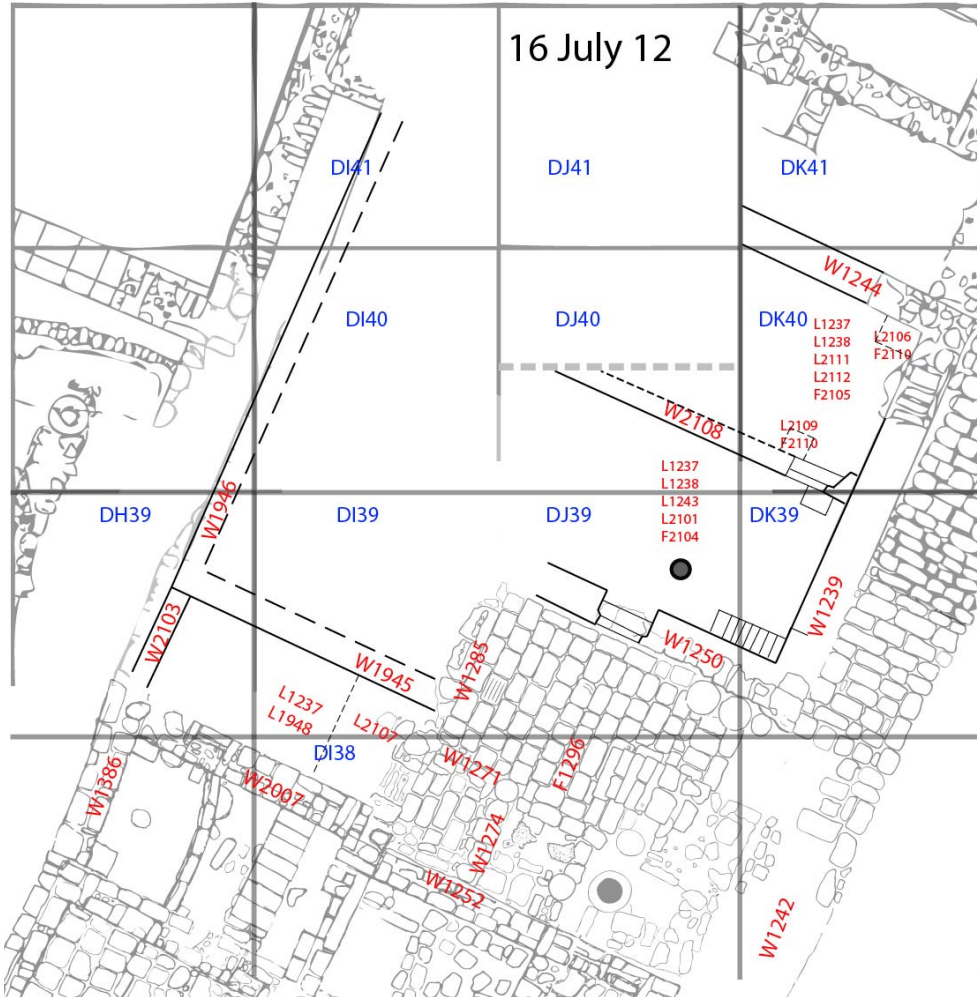 16 July 12
DI41
DJ41
DK41
W1244
DI40
DJ40
DK40
L1237
L1238
L2111
L2112
F2105
L2106
F2110
W2108
L2109
F2110
L1237
L1238
L1243
L2101
F2104
DH39
W1946
DI39
DJ39
DK39
W1239
W2103
W1945
W1285
W1250
L1237
L1948
L2107
DI38
W1386
W2007
W1271
F1296
W1274
W1252
W1242